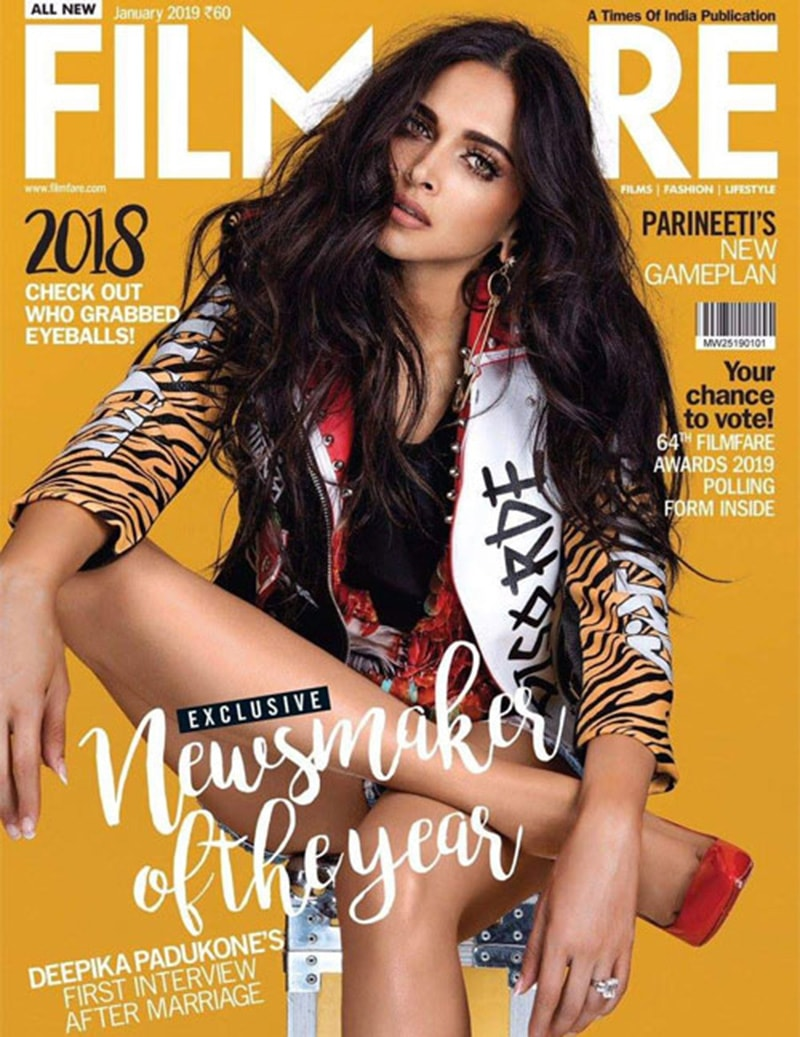 ALL NEW
January 2019 ₹60
A Times Of India Publication
FILMFARE
www.filmfare.com
FILMS | FASHION | LIFESTYLE
2018
CHECK OUT
WHO GRABBED
EYEBALLS!
PARINEETI'S
NEW
GAMEPLAN
MW25190101
Your
chance
to vote!
64TH FILMFARE
AWARDS 2019
POLLING
FORM INSIDE
EXCLUSIVE
Newsmaker
of the year
DEEPIKA PADUKONE'S
FIRST INTERVIEW
AFTER MARRIAGE